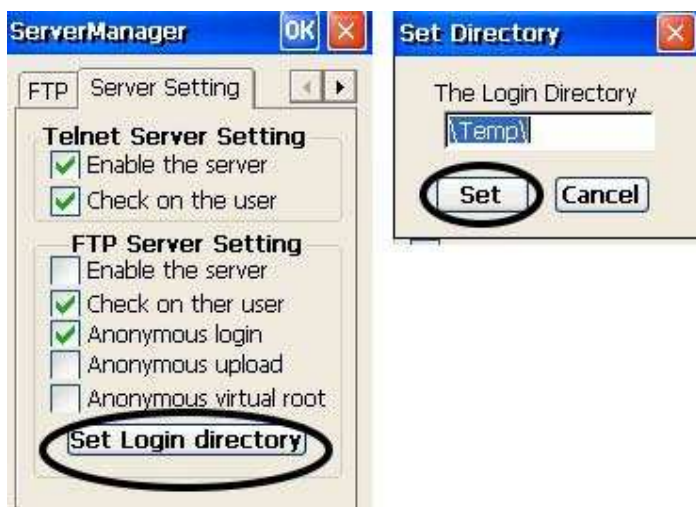 ServerManager OK
FTP Server Setting
Telnet Server Setting
Enable the server
Check on the user
FTP Server Setting
Enable the server
Check on ther user
Anonymous login
Anonymous upload
Anonymous virtual root
Set Login directory
Set Directory
The Login Directory
\Temp\
Set Cancel